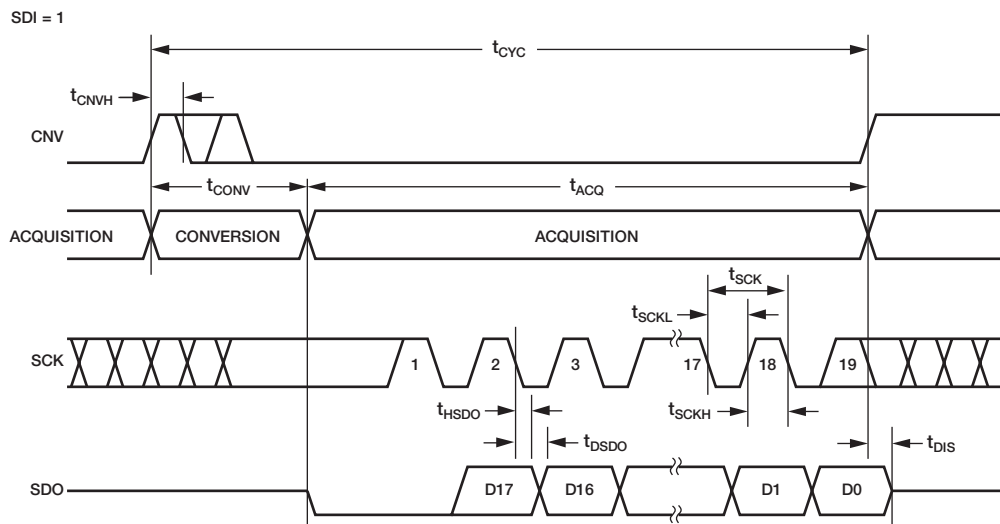 SDI = 1
tCYC
tCNVH
CNV
tCONV
tACQ
ACQUISITION
CONVERSION
ACQUISITION
tSCK
tSCKL
SCK
1
2
3
17
18
19
tHSDO
tSCKH
tDSDO
tDIS
SDO
D17
D16
D1
D0